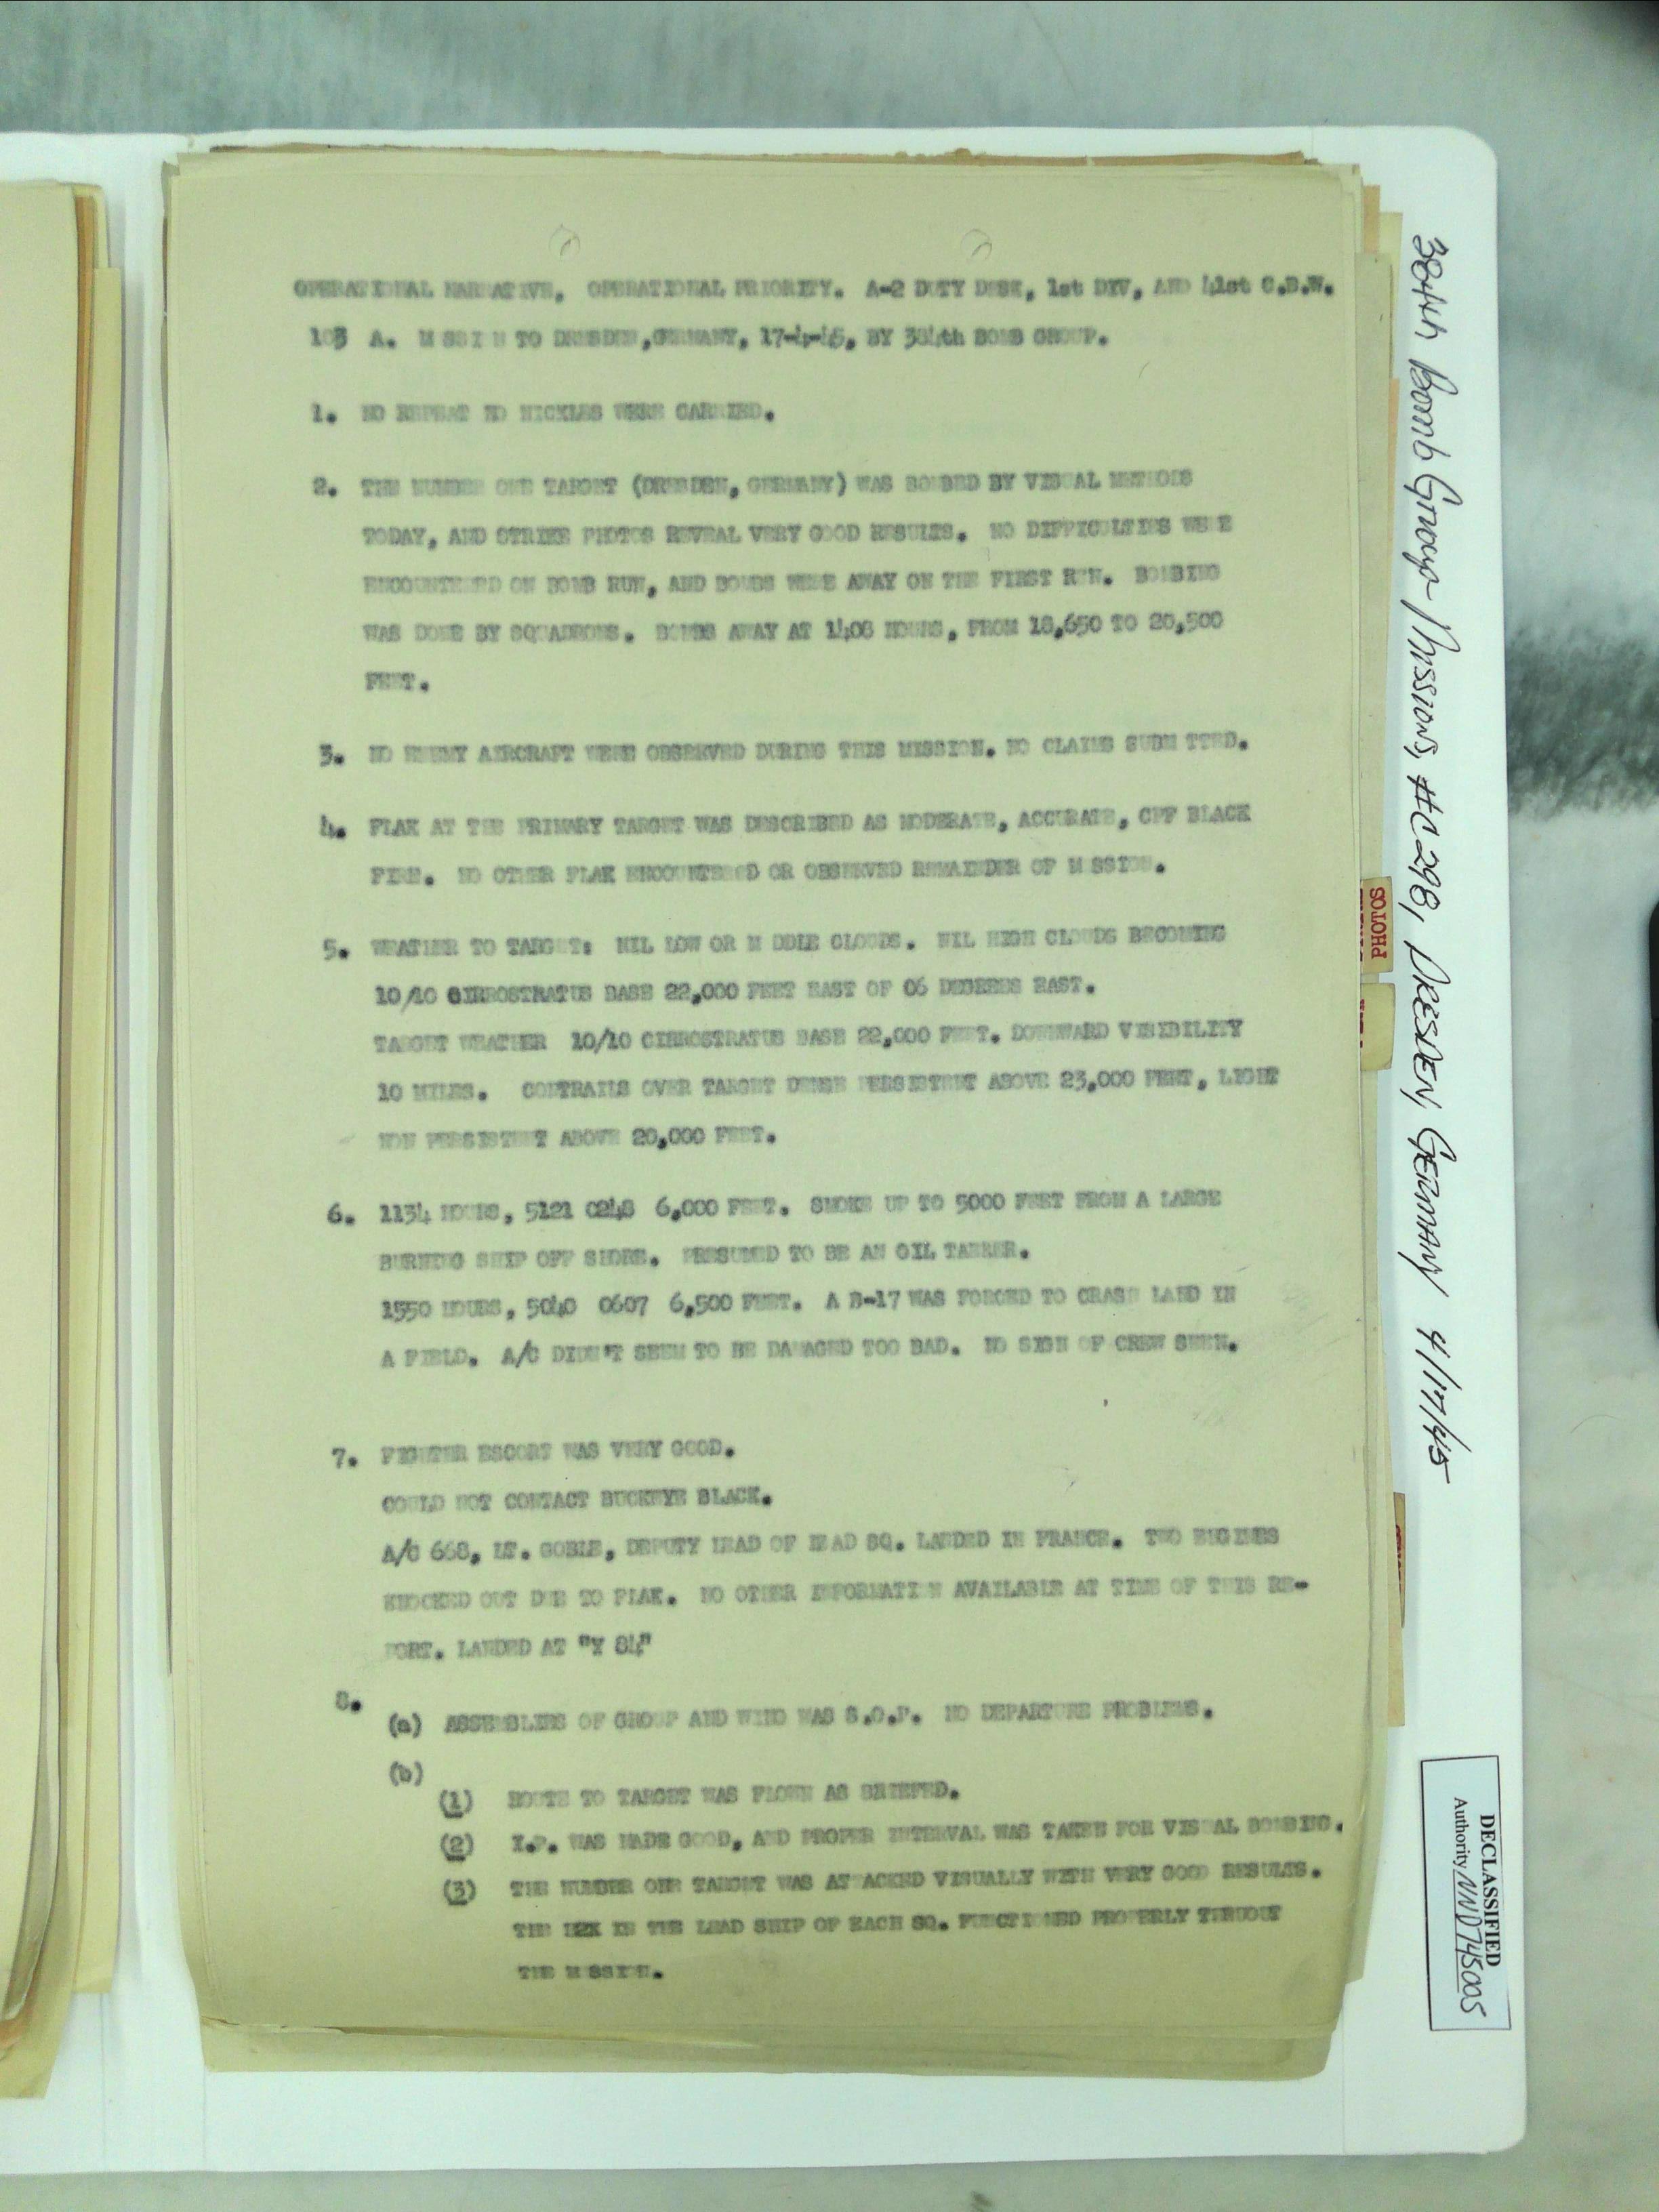 OPERATIONAL NARRATIVE. OPERATIONAL PRIORITY. A-2 DUTY DESK, 1st DIV, AND 41st C.B.W.
103 A. M SSI N TO DRESDEN,GERMANY, 17-4-45, BY 384th BOMB GROUP.
1. NO REPEAT NO NICKLES WERE CARRIED.
2. THE NUMBER ONE TARGET (DRESDEN, GERMANY) WAS BOMBED BY VISUAL METHODS
TODAY, AND STRIKE PHOTOS REVEAL VERY GOOD RESULTS. NO DIFFICULTIES WERE
ENCOUNTERED ON BOMB RUN, AND BOMBS WERE AWAY ON THE FIRST RUN. BOMBING
WAS DONE BY SQUADRONS. BOMBS AWAY AT 1408 HOURS, FROM 18,650 TO 20,500
FEET.
3. NO ENEMY AIRCRAFT WERE OBSERVED DURING THIS MISSION. NO CLAIMS SUBM TTED.
4. FLAK AT THE PRIMARY TARGET WAS DESCRIBED AS MODERATE, ACCURATE, CPF BLACK
FIRE. NO OTHER FLAK ENCOUNTERED OR OBSERVED REMAINDER OF M SSION.
5. WEATHER TO TARGET: NIL LOW OR M DDLE CLOUDS. NIL HIGH CLOUDS BECOMING
10/10 CIRROSTRATUS BASE 22,000 FEET EAST OF 06 DEGREES EAST.
TARGET WEATHER 10/10 CIRROSTRATUS BASE 22,000 FEET. DOWNWARD VISIBILITY
10 MILES. CONTRAILS OVER TARGET DENSE PERSISTENT ABOVE 23,000 FEET, LIGHT
NON PERSISTENT ABOVE 20,000 FEET.
6. 1134 HOURS, 5121 0248 6,000 FEET. SMOKE UP TO 5000 FEET FROM A LARGE
BURNING SHIP OFF SHORE. PRESUMED TO BE AN OIL TANKER.
1550 HOURS, 5040 0607 6,500 FEET. A B-17 WAS FORCED TO CRASH LAND IN
A FIELD. A/C DIDN'T SEEM TO BE DAMAGED TOO BAD. NO SIGN OF CREW SEEN.
7. FIGHTER ESCORT WAS VERY GOOD.
COULD NOT CONTACT BUCKEYE BLACK.
A/C 668, LT. GOBLE, DEPUTY LEAD OF LEAD SQ. LANDED IN FRANCE. TWO ENGINES
KNOCKED OUT DUE TO FLAK. NO OTHER INFORMATION AVAILABLE AT TIME OF THIS RE-
PORT. LANDED AT "Y 84"
8.
(a) ASSEMBLIES OF GROUP AND WING WAS S.O.P. NO DEPARTURE PROBLEMS.
(b)
(1) ROUTE TO TARGET WAS FLOWN AS BRIEFED.
(2) I.P. WAS MADE GOOD, AND PROPER INTERVAL WAS TAKEN FOR VISUAL BOMBING.
(3) THE NUMBER ONE TARGET WAS ATTACKED VISUALLY WITH VERY GOOD RESULTS.
THE H2X IN THE LEAD SHIP OF EACH SQ. FUNCTIONED PROPERLY THRUOUT
THE M SSION.
384th Bomb Group Missions, #C298, DRESDEN, GERMANY 4/17/45
PHOTOS
DECLASSIFIED
Authority NND745005